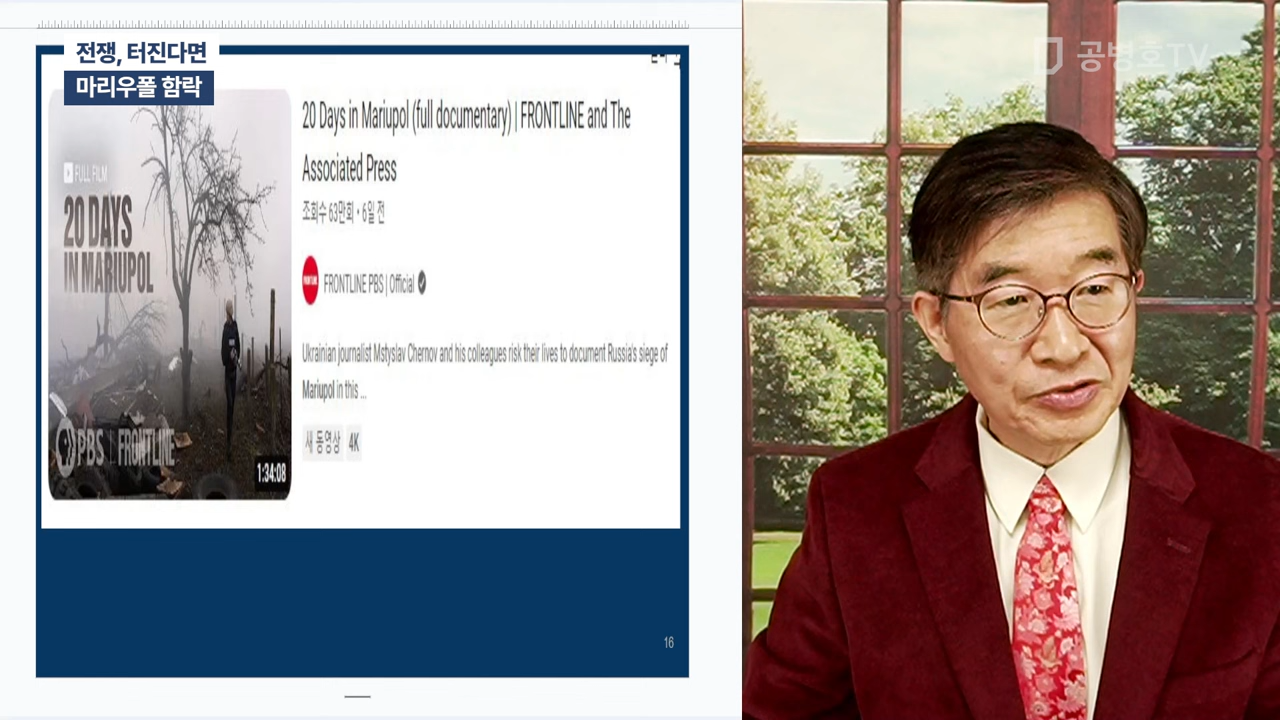 전쟁, 터진다면
마리우폴 함락
공병호TV
FULL FILM
20 DAYS
IN MARIUPOL
PBS FRONTLINE
1:34:08
20 Days in Mariupol (full documentary) | FRONTLINE and The
Associated Press
조회수 63만회 • 6일 전
FRONTLINE
FRONTLINE PBS | Official
Ukrainian journalist Mstyslav Chernov and his colleagues risk their lives to document Russia's siege of
Mariupol in this ...
새 동영상 4K
16